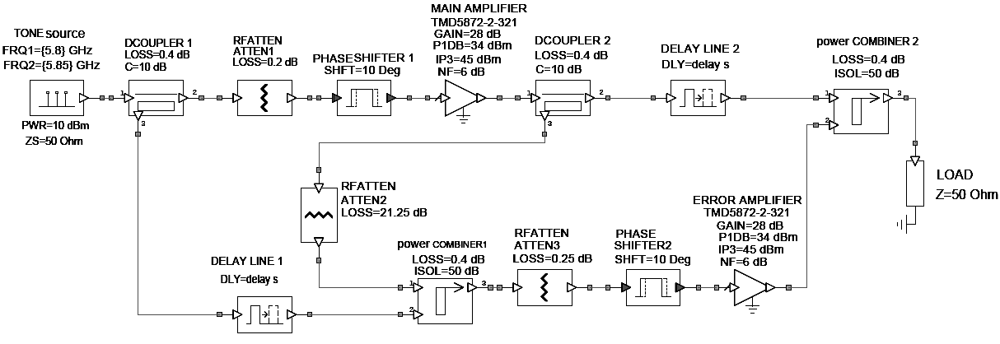 TONE source
FRQ1={5.8} GHz
FRQ2={5.85} GHz
PWR=10 dBm
ZS=50 Ohm
DCOUPLER 1
LOSS=0.4 dB
C=10 dB
1
2
3
RFATTEN
ATTEN1
LOSS=0.2 dB
PHASESHIFTER 1
SHFT=10 Deg
MAIN AMPLIFIER
TMD5872-2-321
GAIN=28 dB
P1DB=34 dBm
IP3=45 dBm
NF=6 dB
DCOUPLER 2
LOSS=0.4 dB
C=10 dB
1
2
3
DELAY LINE 2
DLY=delay s
power COMBINER 2
LOSS=0.4 dB
ISOL=50 dB
1
2
3
LOAD
Z=50 Ohm
RFATTEN
ATTEN2
LOSS=21.25 dB
DELAY LINE 1
DLY=delay s
power COMBINER1
LOSS=0.4 dB
ISOL=50 dB
1
2
3
RFATTEN
ATTEN3
LOSS=0.25 dB
PHASE
SHIFTER2
SHFT=10 Deg
ERROR AMPLIFIER
TMD5872-2-321
GAIN=28 dB
P1DB=34 dBm
IP3=45 dBm
NF=6 dB